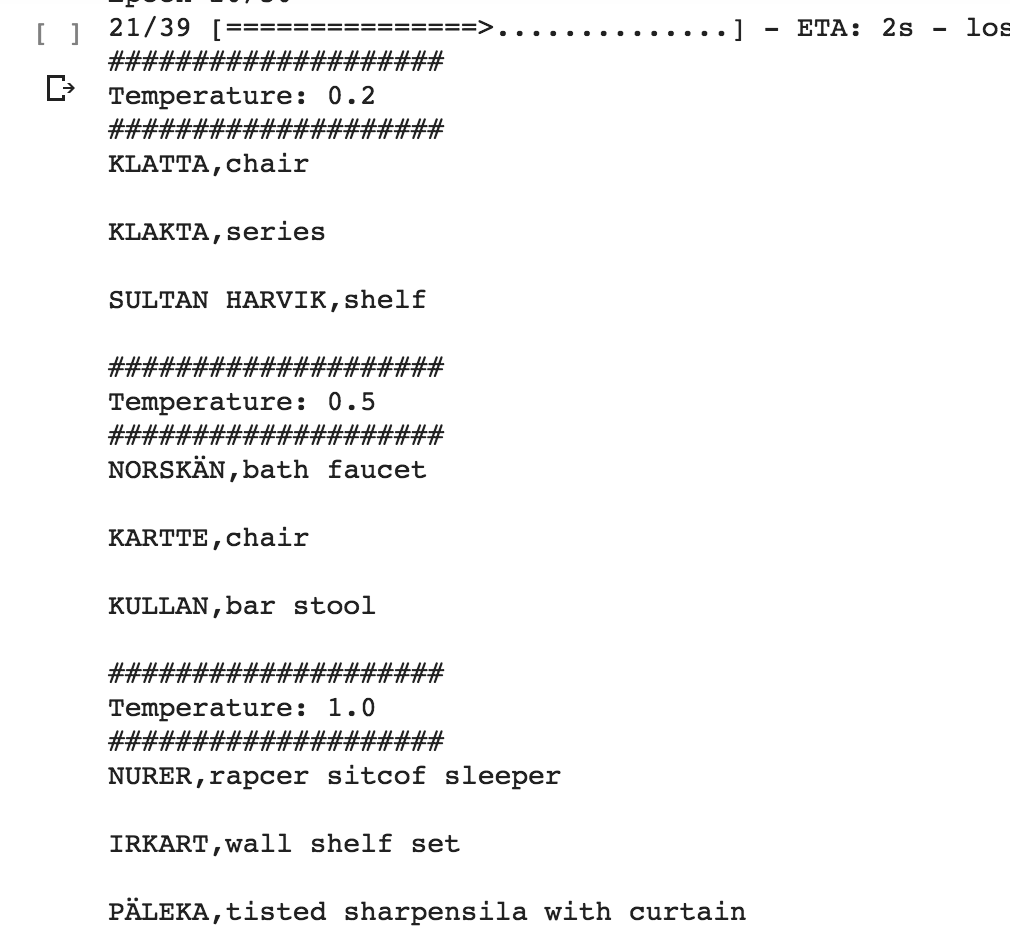 [ ] 21/39 [===============>..............] - ETA: 2s - los
####################
Temperature: 0.2
####################
KLATTA,chair
KLAKTA,series
SULTAN HARVIK,shelf
####################
Temperature: 0.5
####################
NORSKÄN,bath faucet
KARTTE,chair
KULLAN,bar stool
####################
Temperature: 1.0
####################
NURER,rapcer sitcof sleeper
IRKART,wall shelf set
PÄLEKA,tisted sharpensila with curtain